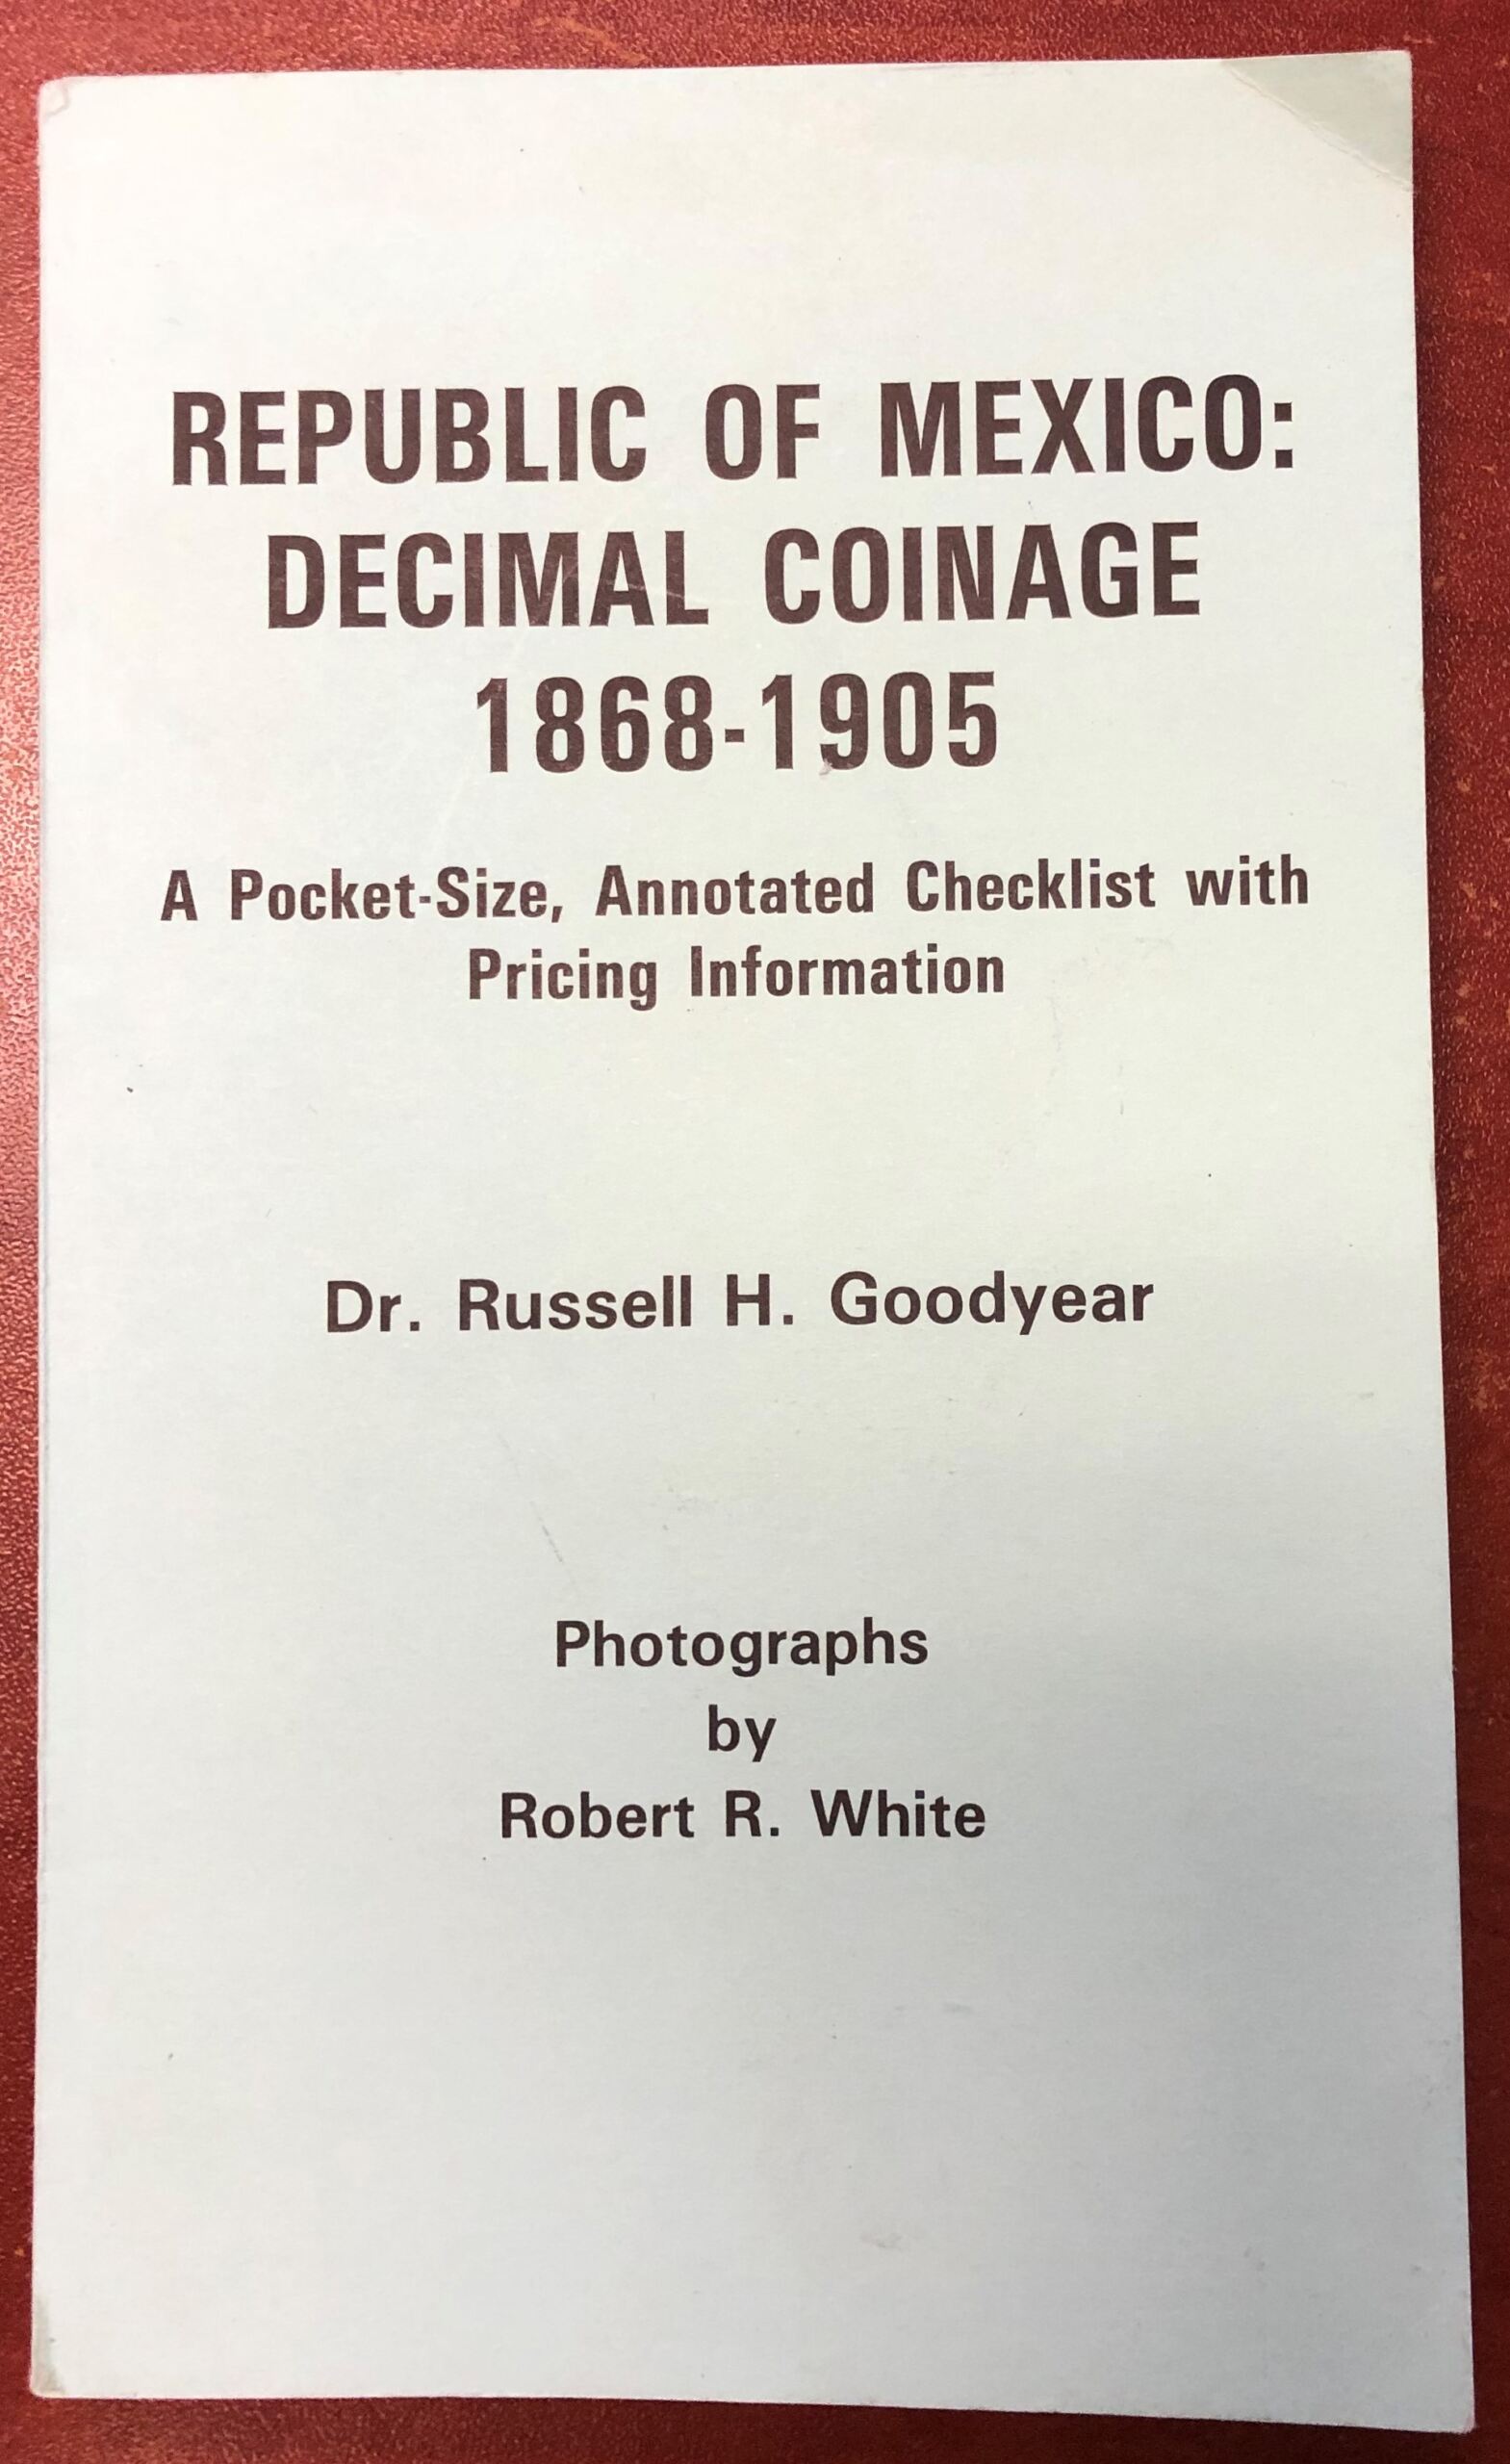 REPUBLIC OF MEXICO:
DECIMAL COINAGE
1868-1905
A Pocket-Size, Annotated Checklist with
Pricing Information
Dr. Russell H. Goodyear
Photographs
by
Robert R. White